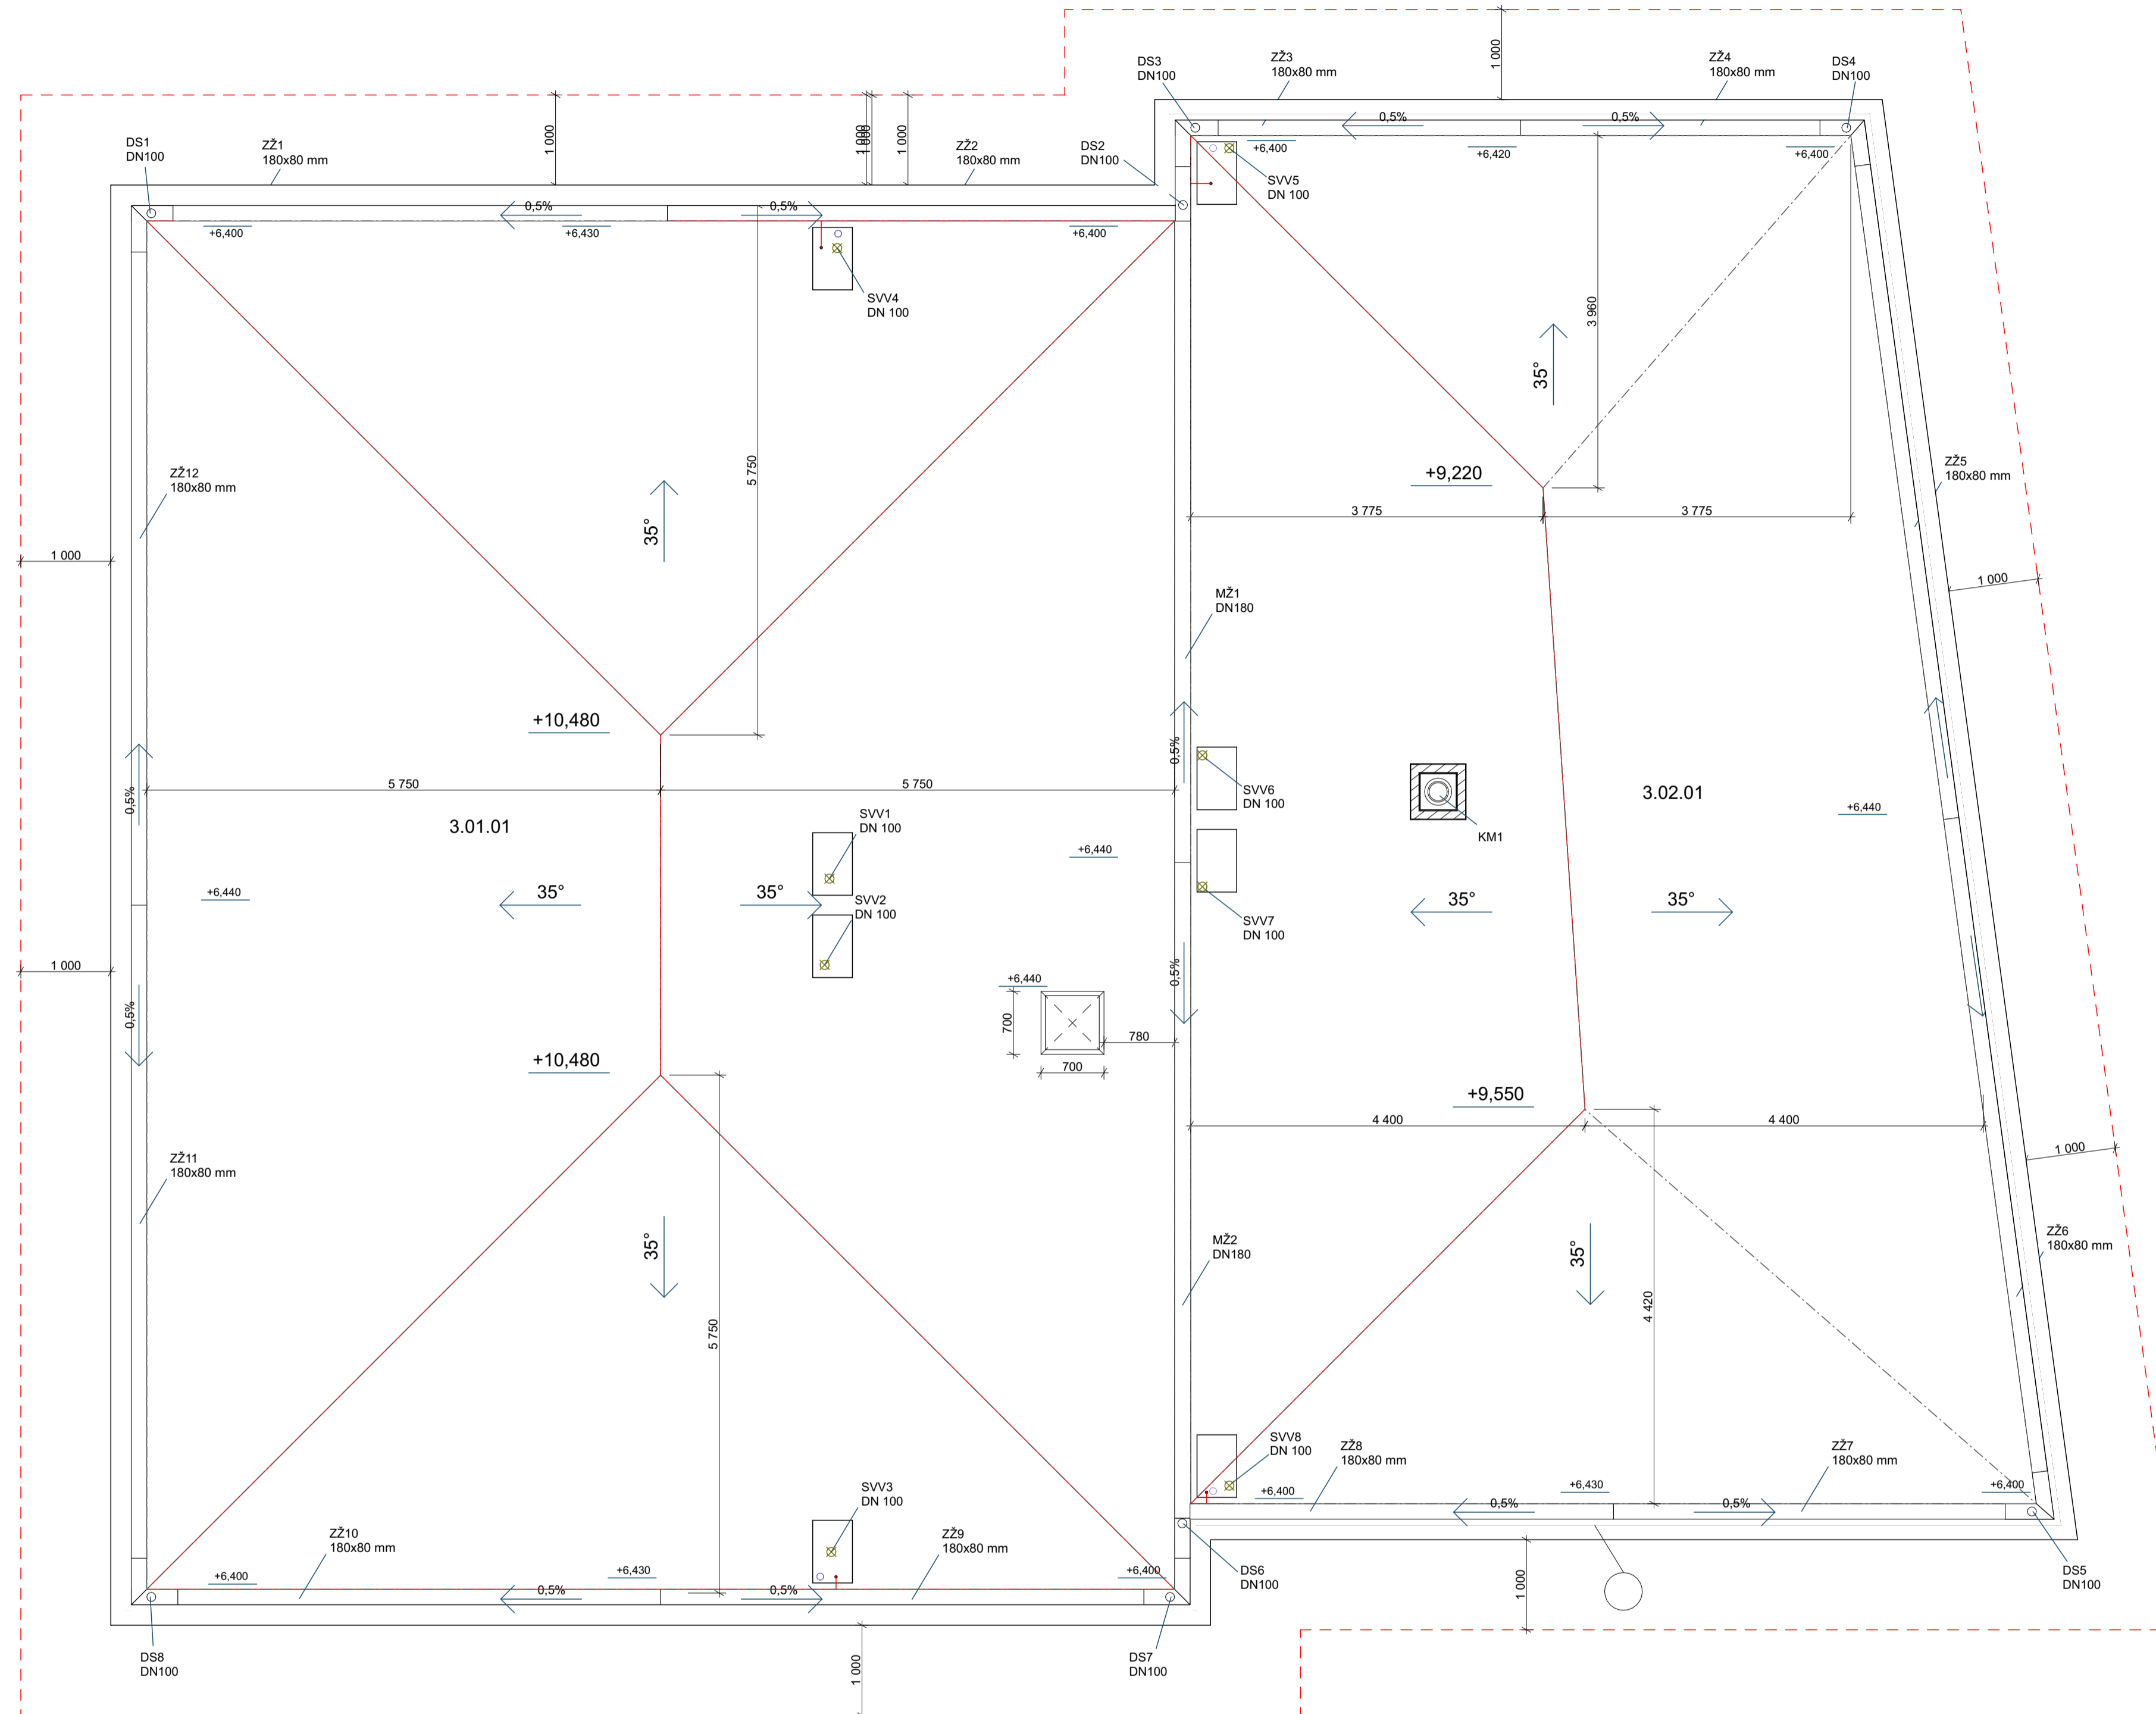 1 000
DS3
DN100
ZŽ3
180x80 mm
ZŽ4
180x80 mm
DS4
DN100
DS1
DN100
ZŽ1
180x80 mm
1 000
1 000
1 000
1 000
ZŽ2
180x80 mm
DS2
DN100
0,5%
0,5%
+6,400
+6,420
+6,400
SVV5
DN 100
0,5%
0,5%
+6,400
+6,430
+6,400
SVV4
DN 100
3 960
35°
ZŽ12
180x80 mm
5 750
35°
+9,220
ZŽ5
180x80 mm
3 775
3 775
1 000
1 000
MŽ1
DN180
+10,480
0,5%
0,5%
5 750
5 750
SVV6
DN 100
3.02.01
+6,440
KM1
3.01.01
SVV1
DN 100
+6,440
+6,440
35°
35°
SVV2
DN 100
35°
35°
SVV7
DN 100
1 000
0,5%
0,5%
+6,440
700
780
700
+10,480
+9,550
4 400
4 400
1 000
ZŽ11
180x80 mm
35°
MŽ2
DN180
35°
ZŽ6
180x80 mm
5 750
4 420
SVV8
DN 100
ZŽ8
180x80 mm
ZŽ7
180x80 mm
SVV3
DN 100
+6,400
+6,430
+6,400
0,5%
0,5%
ZŽ10
180x80 mm
ZŽ9
180x80 mm
+6,400
+6,430
+6,400
0,5%
0,5%
DS6
DN100
1 000
DS5
DN100
DS8
DN100
1 000
DS7
DN100